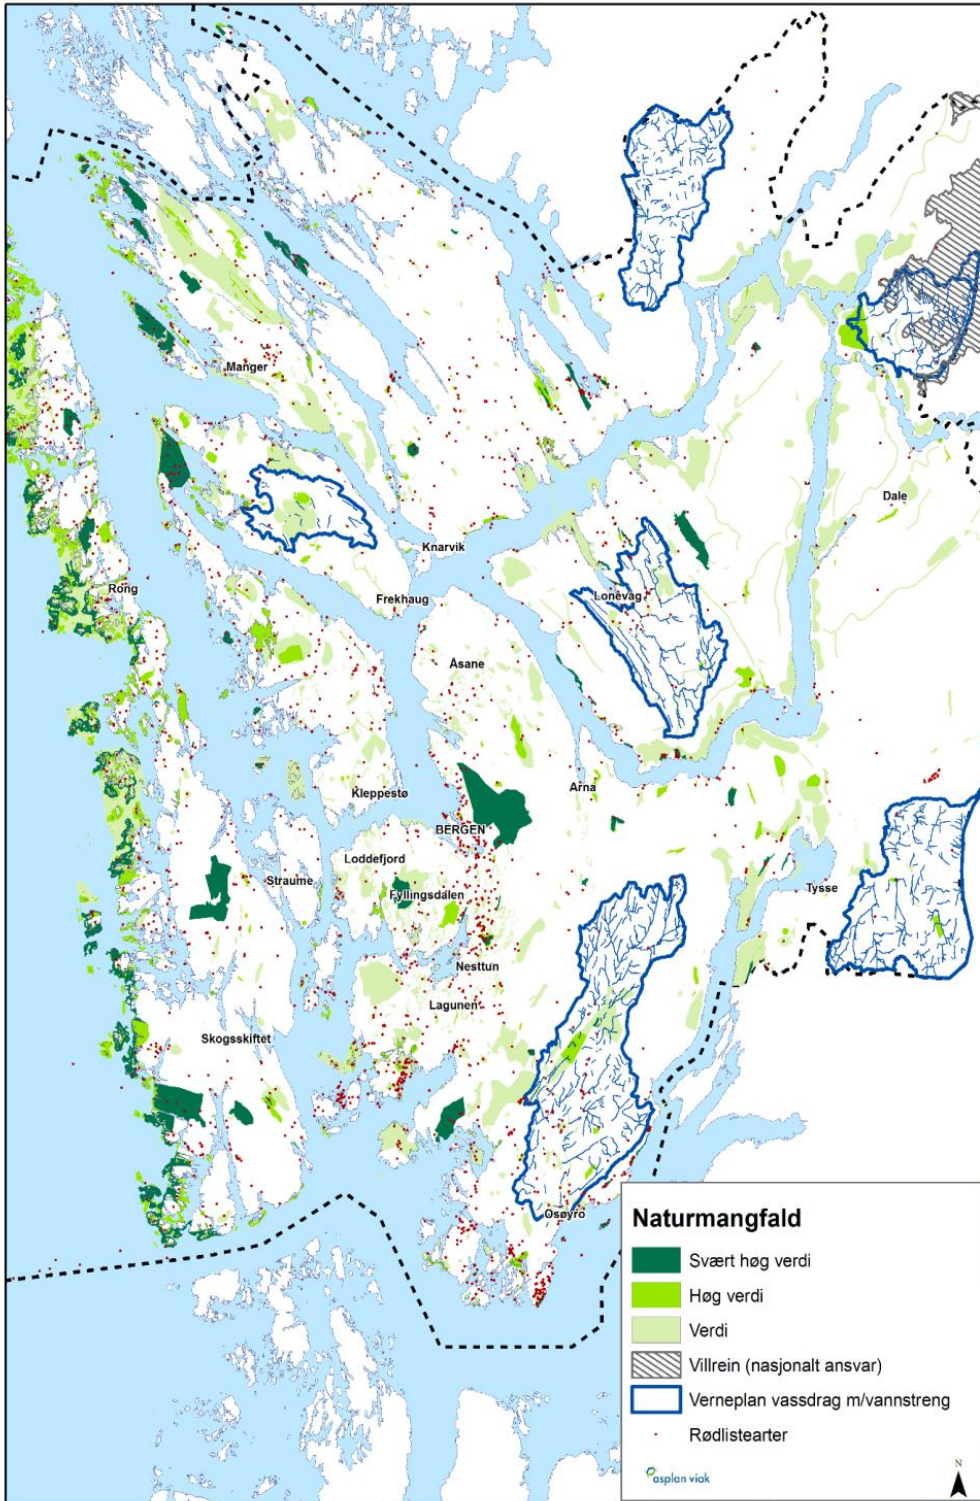 Manger
Dale
Knarvik
Rong
Frekhaug
Lonevåg
Åsane
Kleppestø
Arna
BERGEN
Loddefjord
Straume
Fyllingsdalen
Tysse
Nesttun
Lagunen
Skogsskiftet
Osøyro
Naturmangfald
Svært høg verdi
Høg verdi
Verdi
Villrein (nasjonalt ansvar)
Verneplan vassdrag m/vannstreng
Rødlistearter
asplan viak
N